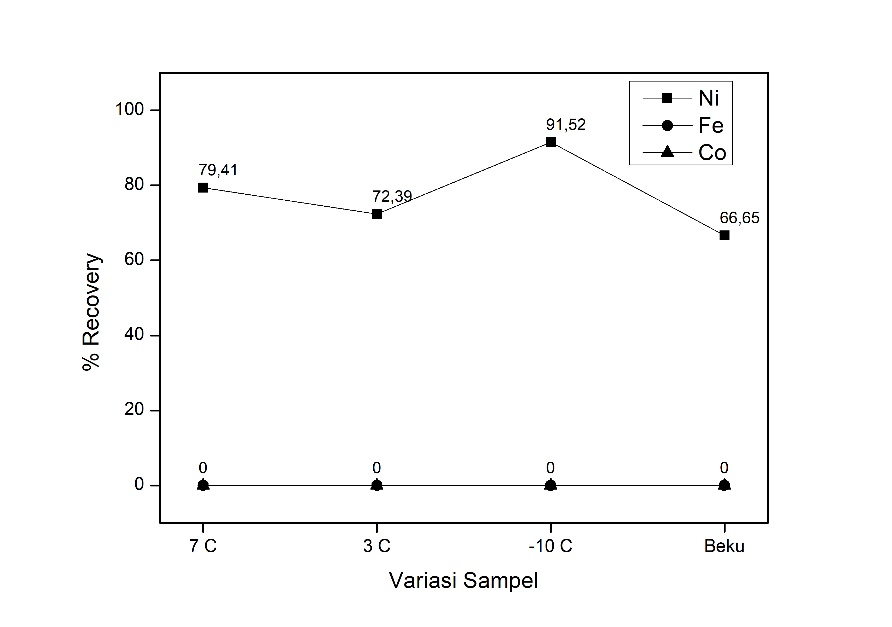 Ni
Fe
Co
% Recovery
100
80
60
40
20
0
79,41
72,39
91,52
66,65
0
0
0
0
7 C
3 C
-10 C
Beku
Variasi Sampel